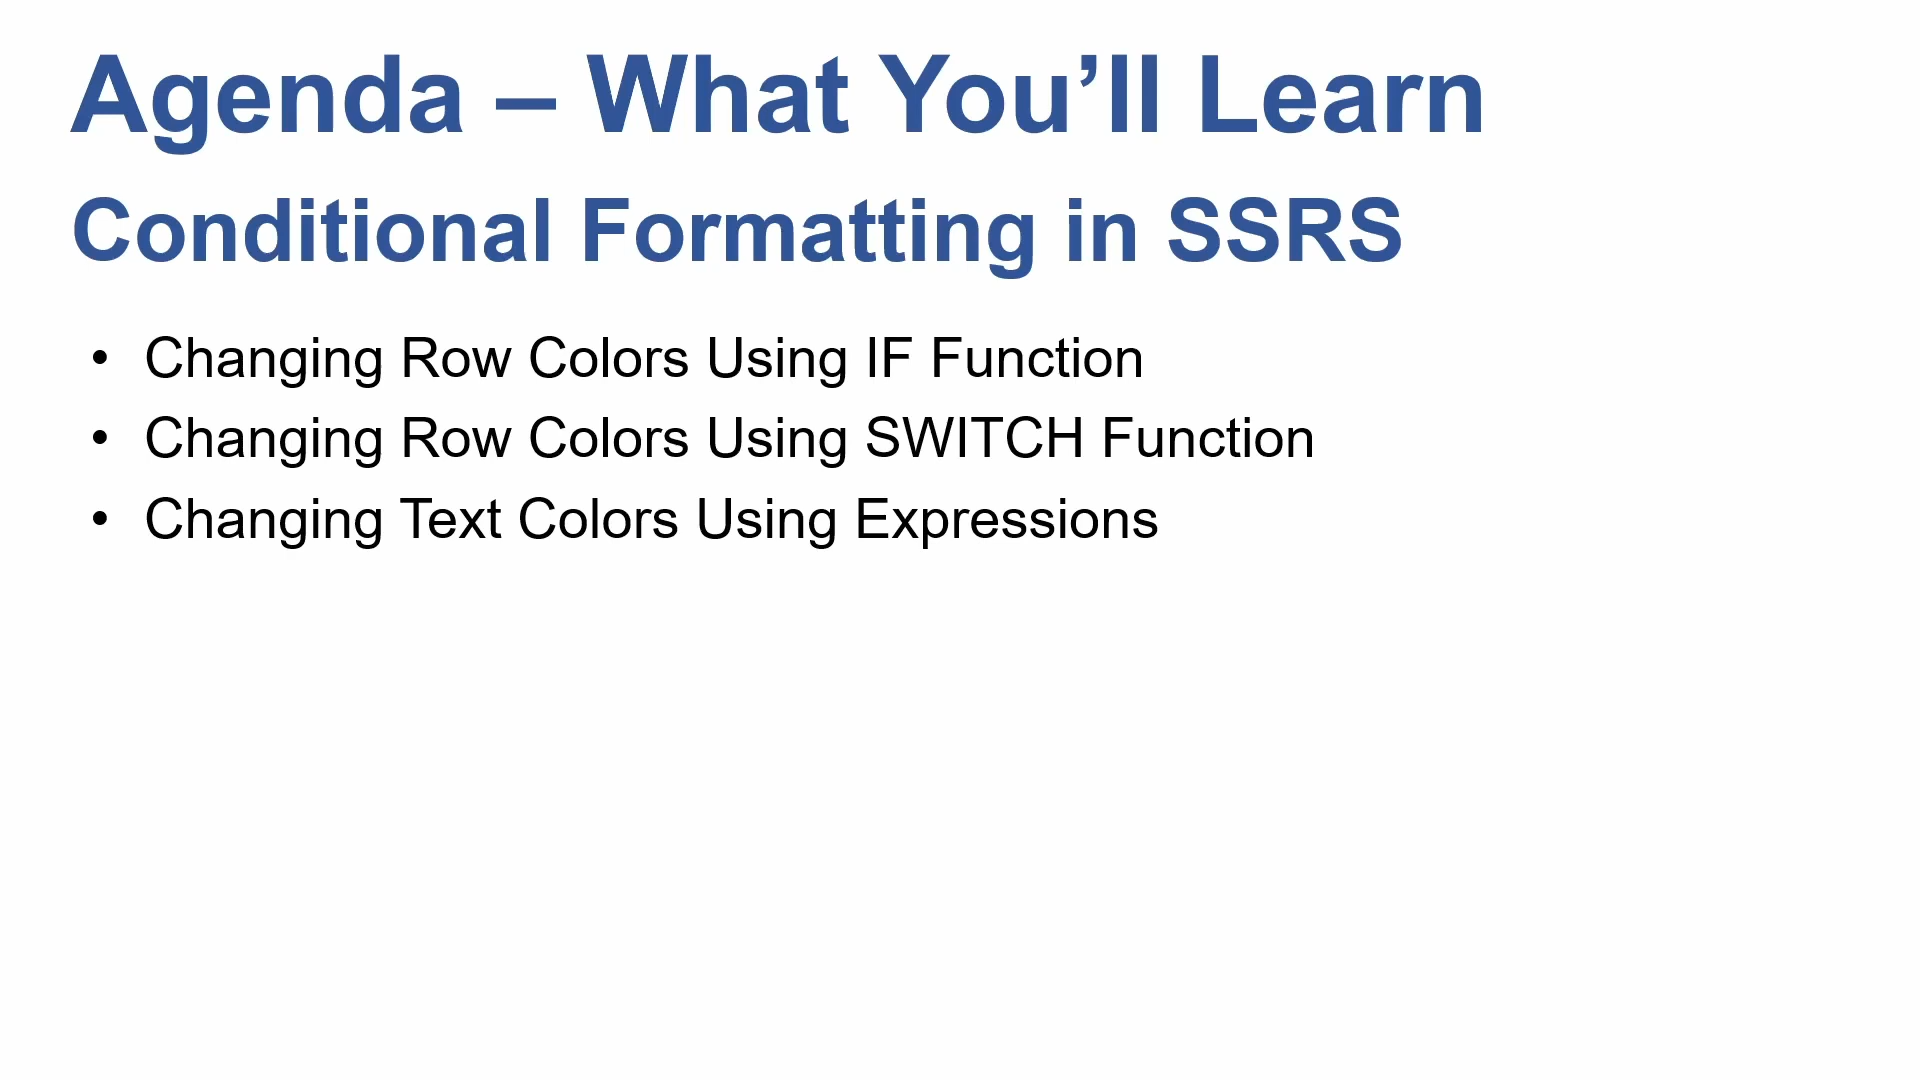 Agenda – What You’ll Learn
Conditional Formatting in SSRS
• Changing Row Colors Using IF Function
• Changing Row Colors Using SWITCH Function
• Changing Text Colors Using Expressions